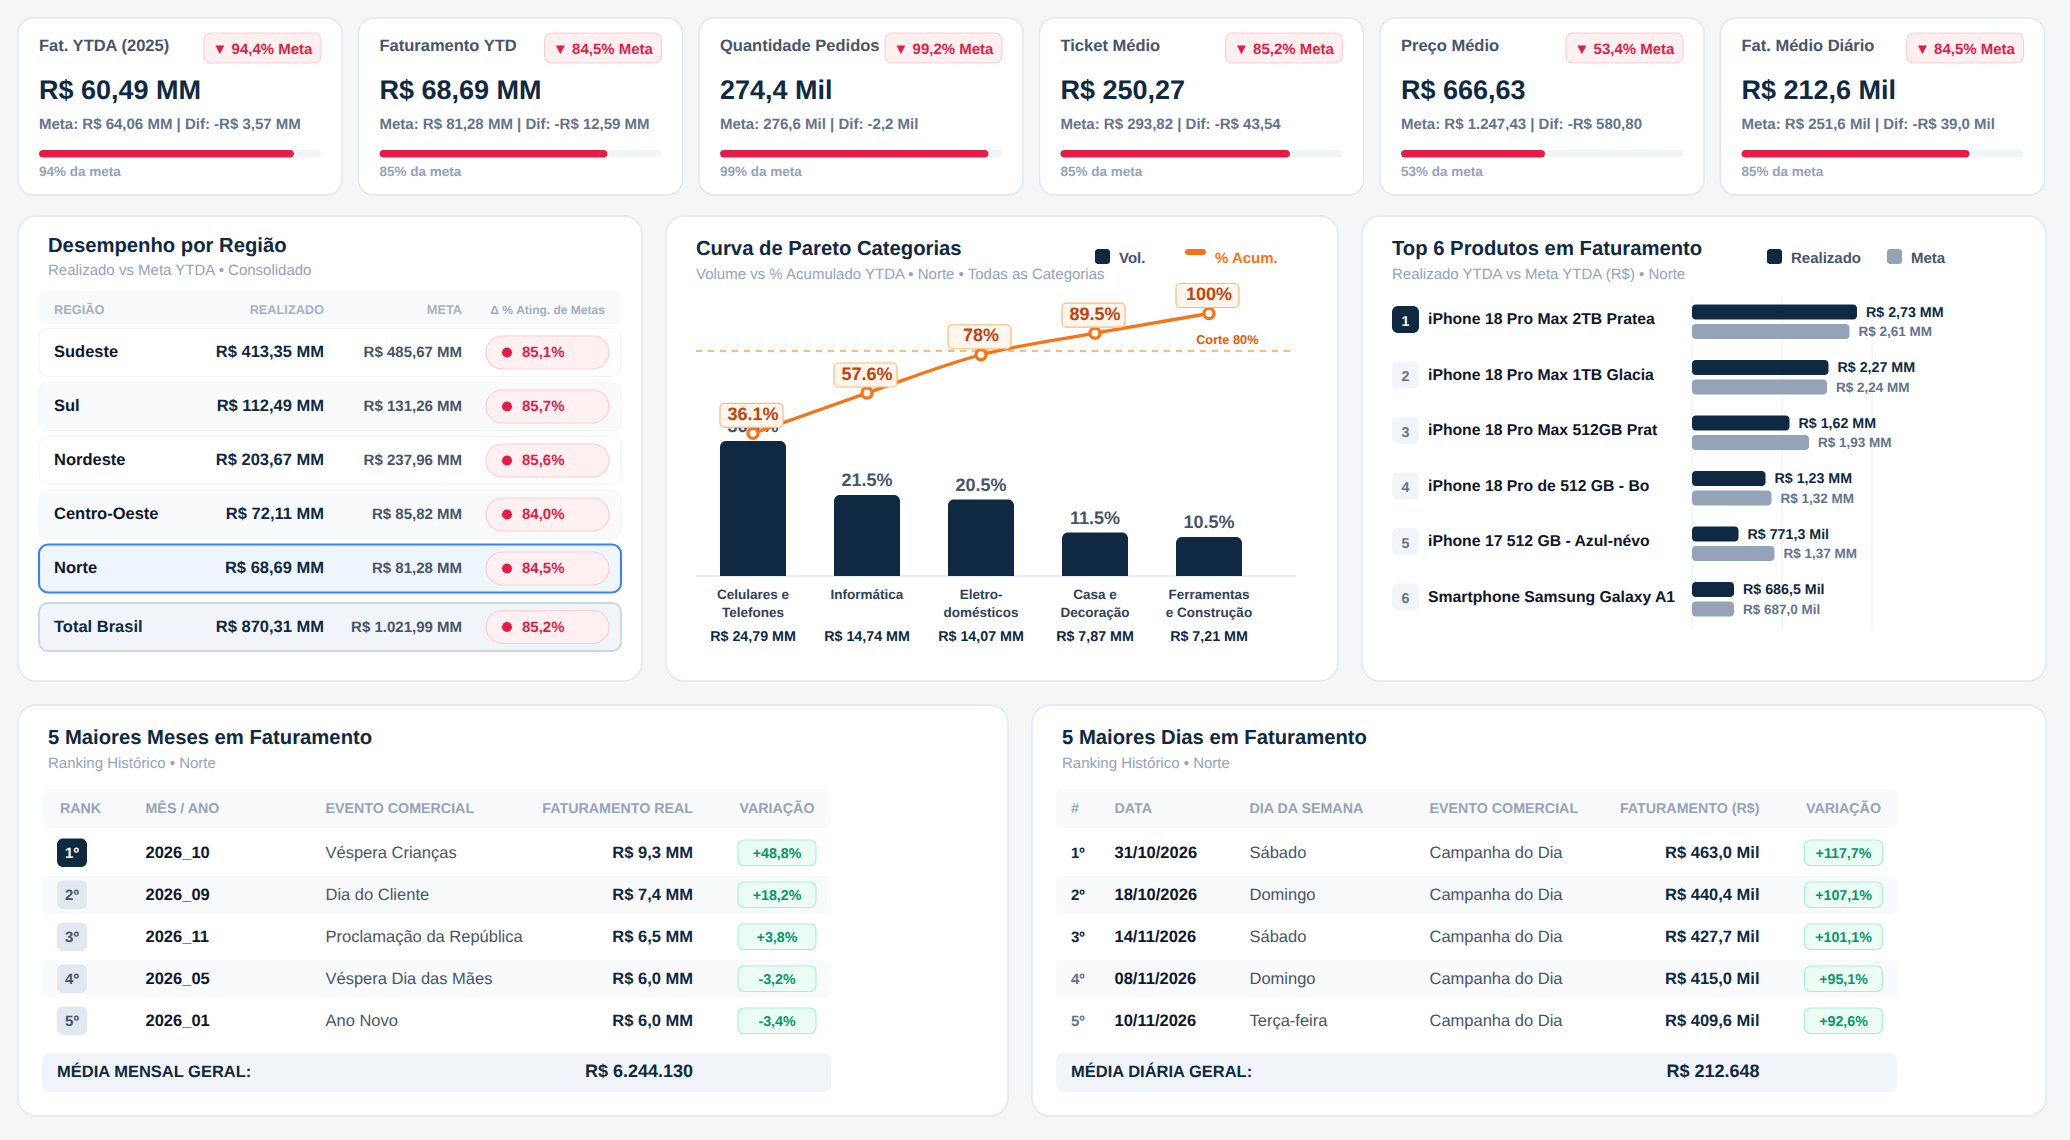 Fat. YTDA (2025)
▼ 94,4% Meta
R$ 60,49 MM
Meta: R$ 64,06 MM | Dif: -R$ 3,57 MM
94% da meta
Faturamento YTD
▼ 84,5% Meta
R$ 68,69 MM
Meta: R$ 81,28 MM | Dif: -R$ 12,59 MM
85% da meta
Quantidade Pedidos
▼ 99,2% Meta
274,4 Mil
Meta: 276,6 Mil | Dif: -2,2 Mil
99% da meta
Ticket Médio
▼ 85,2% Meta
R$ 250,27
Meta: R$ 293,82 | Dif: -R$ 43,54
85% da meta
Preço Médio
▼ 53,4% Meta
R$ 666,63
Meta: R$ 1.247,43 | Dif: -R$ 580,80
53% da meta
Fat. Médio Diário
▼ 84,5% Meta
R$ 212,6 Mil
Meta: R$ 251,6 Mil | Dif: -R$ 39,0 Mil
85% da meta
Desempenho por Região
Realizado vs Meta YTDA • Consolidado
REGIÃO REALIZADO META Δ % Ating. de Metas
Sudeste R$ 413,35 MM R$ 485,67 MM 85,1%
Sul R$ 112,49 MM R$ 131,26 MM 85,7%
Nordeste R$ 203,67 MM R$ 237,96 MM 85,6%
Centro-Oeste R$ 72,11 MM R$ 85,82 MM 84,0%
Norte R$ 68,69 MM R$ 81,28 MM 84,5%
Total Brasil R$ 870,31 MM R$ 1.021,99 MM 85,2%
Curva de Pareto Categorias
Volume vs % Acumulado YTDA • Norte • Todas as Categorias
Vol.
% Acum.
100%
89.5%
78%
57.6%
36.1%
Corte 80%
21.5%
20.5%
11.5%
10.5%
Celulares e
Telefones
R$ 24,79 MM
Informática
R$ 14,74 MM
Eletro-
domésticos
R$ 14,07 MM
Casa e
Decoração
R$ 7,87 MM
Ferramentas
e Construção
R$ 7,21 MM
Top 6 Produtos em Faturamento
Realizado YTDA vs Meta YTDA (R$) • Norte
Realizado
Meta
1 iPhone 18 Pro Max 2TB Pratea R$ 2,73 MM
R$ 2,61 MM
2 iPhone 18 Pro Max 1TB Glacia R$ 2,27 MM
R$ 2,24 MM
3 iPhone 18 Pro Max 512GB Prat R$ 1,62 MM
R$ 1,93 MM
4 iPhone 18 Pro de 512 GB - Bo R$ 1,23 MM
R$ 1,32 MM
5 iPhone 17 512 GB - Azul-névo R$ 771,3 Mil
R$ 1,37 MM
6 Smartphone Samsung Galaxy A1 R$ 686,5 Mil
R$ 687,0 Mil
5 Maiores Meses em Faturamento
Ranking Histórico • Norte
RANK MÊS / ANO EVENTO COMERCIAL FATURAMENTO REAL VARIAÇÃO
1º 2026_10 Véspera Crianças R$ 9,3 MM +48,8%
2º 2026_09 Dia do Cliente R$ 7,4 MM +18,2%
3º 2026_11 Proclamação da República R$ 6,5 MM +3,8%
4º 2026_05 Véspera Dia das Mães R$ 6,0 MM -3,2%
5º 2026_01 Ano Novo R$ 6,0 MM -3,4%
MÉDIA MENSAL GERAL: R$ 6.244.130
5 Maiores Dias em Faturamento
Ranking Histórico • Norte
# DATA DIA DA SEMANA EVENTO COMERCIAL FATURAMENTO (R$) VARIAÇÃO
1º 31/10/2026 Sábado Campanha do Dia R$ 463,0 Mil +117,7%
2º 18/10/2026 Domingo Campanha do Dia R$ 440,4 Mil +107,1%
3º 14/11/2026 Sábado Campanha do Dia R$ 427,7 Mil +101,1%
4º 08/11/2026 Domingo Campanha do Dia R$ 415,0 Mil +95,1%
5º 10/11/2026 Terça-feira Campanha do Dia R$ 409,6 Mil +92,6%
MÉDIA DIÁRIA GERAL: R$ 212.648